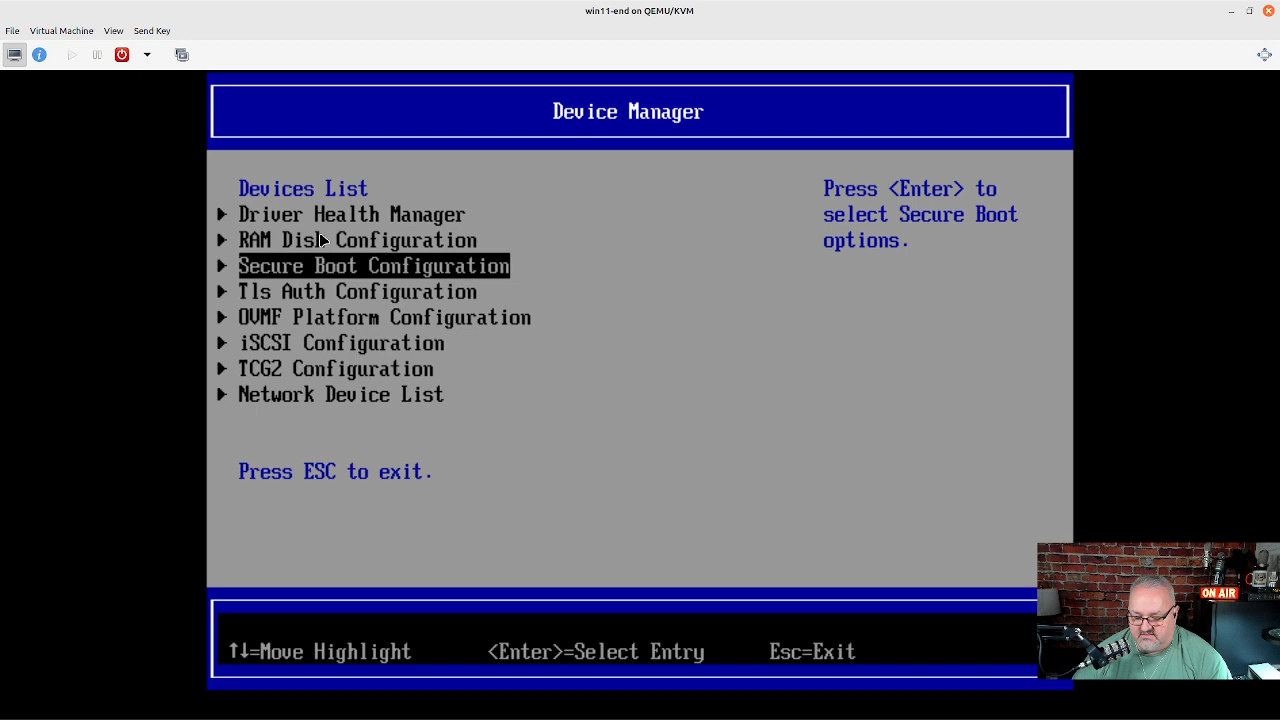 win11-end on QEMU/KVM
File Virtual Machine View Send Key
Device Manager
Devices List
Driver Health Manager
RAM Disk Configuration
Secure Boot Configuration
Tls Auth Configuration
OVMF Platform Configuration
iSCSI Configuration
TCG2 Configuration
Network Device List
Press ESC to exit.
Press <Enter> to
select Secure Boot
options.
↑↓=Move Highlight <Enter>=Select Entry Esc=Exit
ON AIR